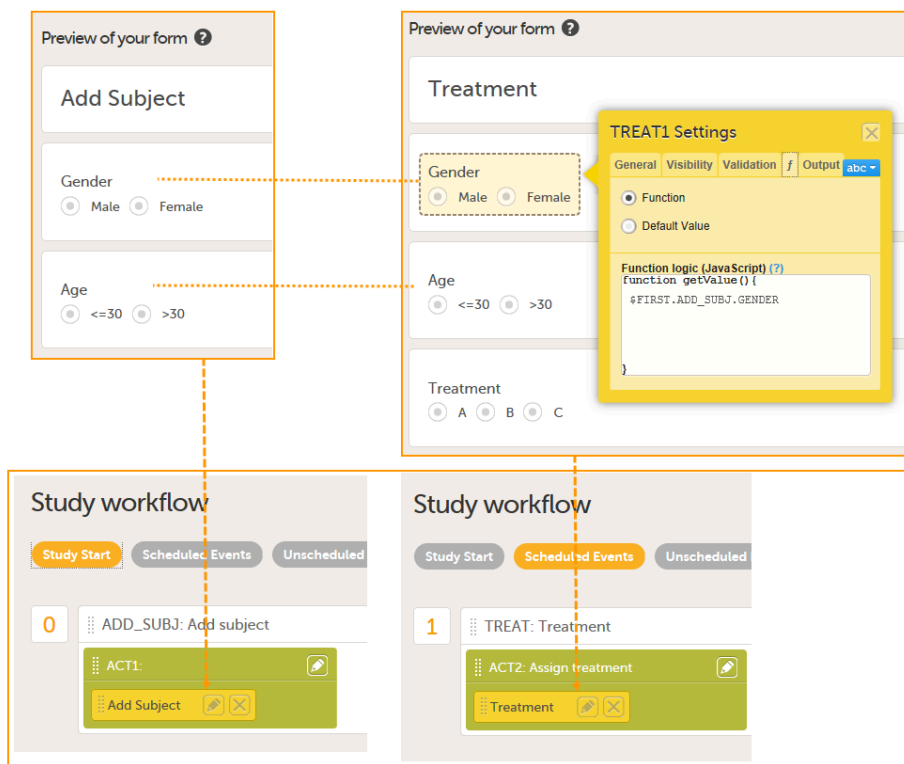 Preview of your form ?
Add Subject
Gender
Male Female
Age
<=30 >30
Preview of your form ?
Treatment
Gender
Male Female
Age
<=30 >30
Treatment
A B C
TREAT1 Settings
General Visibility Validation f Output abc
Function
Default Value
Function logic (JavaScript) (?)
function getValue(){
$FIRST.ADD_SUBJ.GENDER
}
Study workflow
Study Start Scheduled Events Unscheduled
0 ADD_SUBJ: Add subject
ACT1:
Add Subject
Study workflow
Study Start Scheduled Events Unscheduled
1 TREAT: Treatment
ACT2: Assign treatment
Treatment